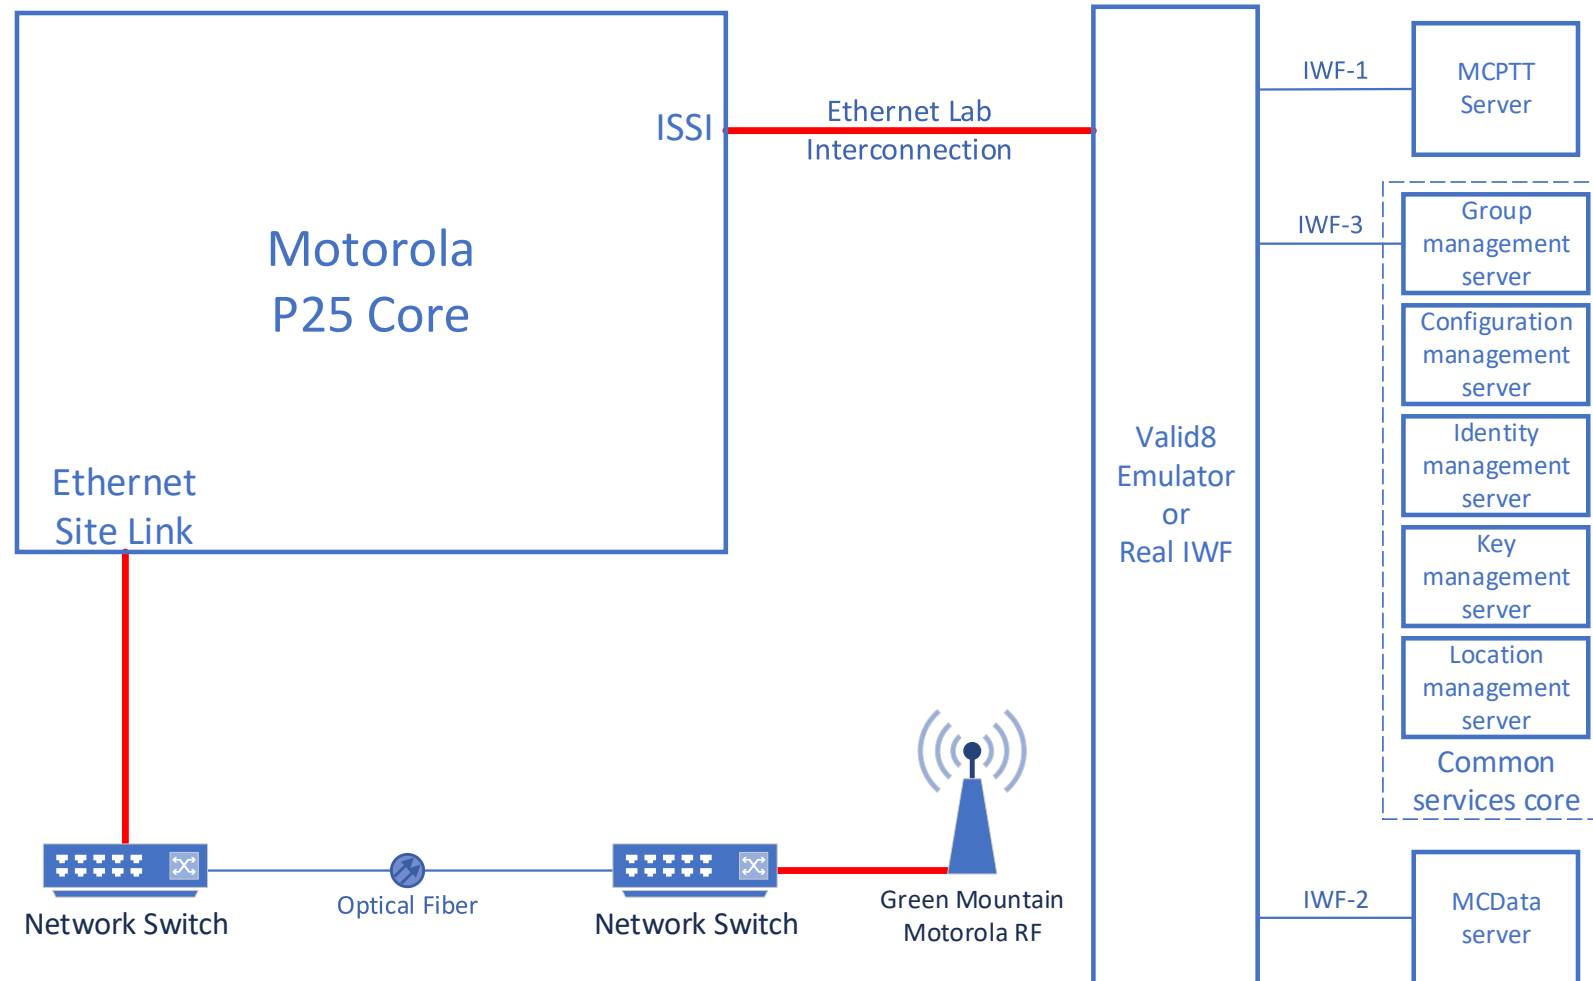 ISSI
Ethernet Lab
Interconnection
Motorola
P25 Core
Ethernet
Site Link
Network Switch
Optical Fiber
Network Switch
Green Mountain
Motorola RF
Valid8
Emulator
or
Real IWF
IWF-1
MCPTT
Server
IWF-3
Group
management
server
Configuration
management
server
Identity
management
server
Key
management
server
Location
management
server
Common
services core
IWF-2
MCData
server